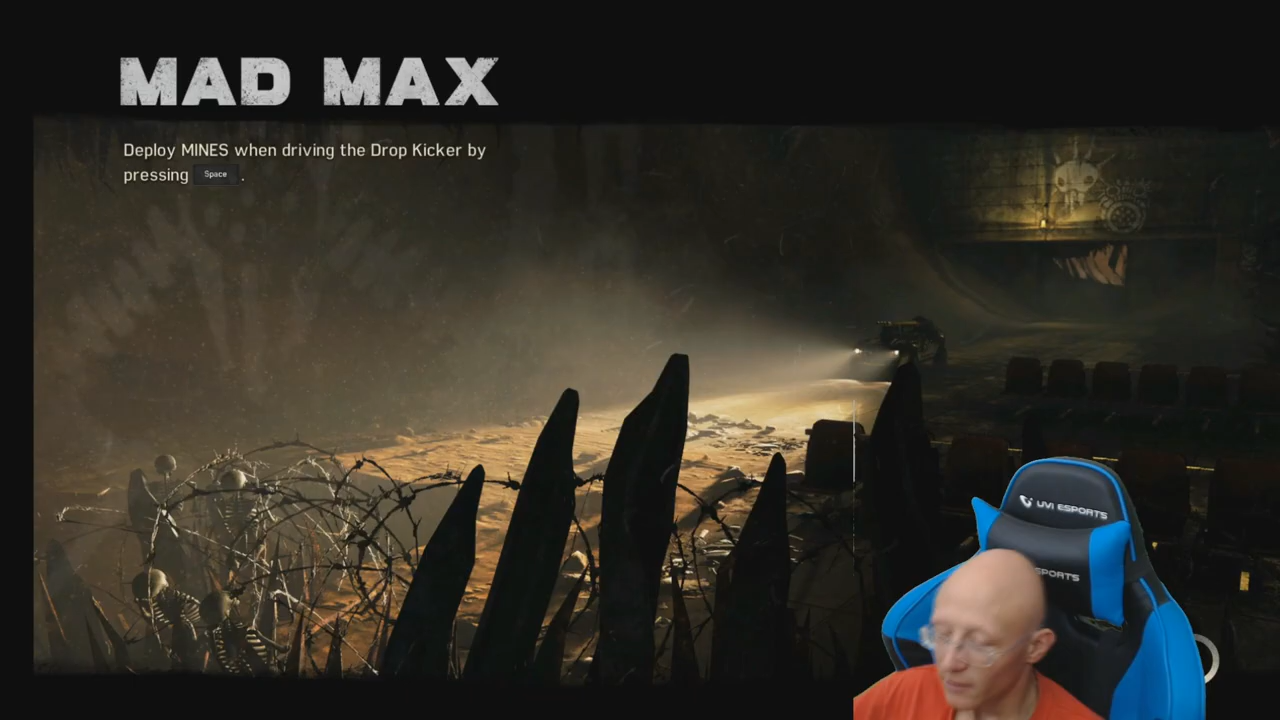 MAD MAX
Deploy MINES when driving the Drop Kicker by
pressing Space .
UVI ESPORTS
ESPORTS